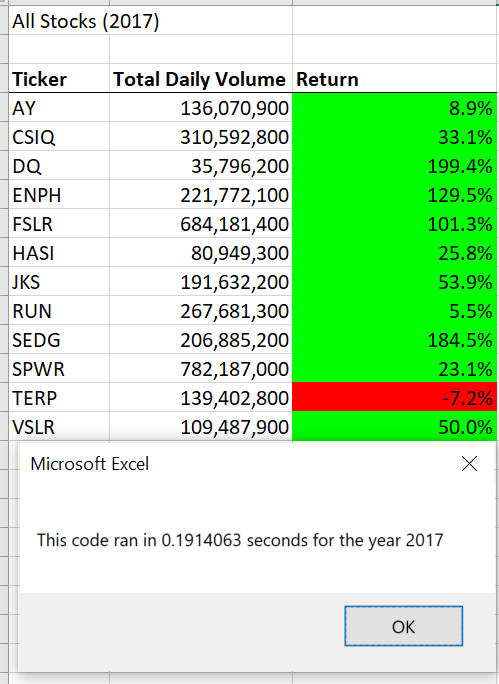 All Stocks (2017)
Ticker Total Daily Volume Return
AY 136,070,900 8.9%
CSIQ 310,592,800 33.1%
DQ 35,796,200 199.4%
ENPH 221,772,100 129.5%
FSLR 684,181,400 101.3%
HASI 80,949,300 25.8%
JKS 191,632,200 53.9%
RUN 267,681,300 5.5%
SEDG 206,885,200 184.5%
SPWR 782,187,000 23.1%
TERP 139,402,800 -7.2%
VSLR 109,487,900 50.0%
Microsoft Excel
This code ran in 0.1914063 seconds for the year 2017
OK